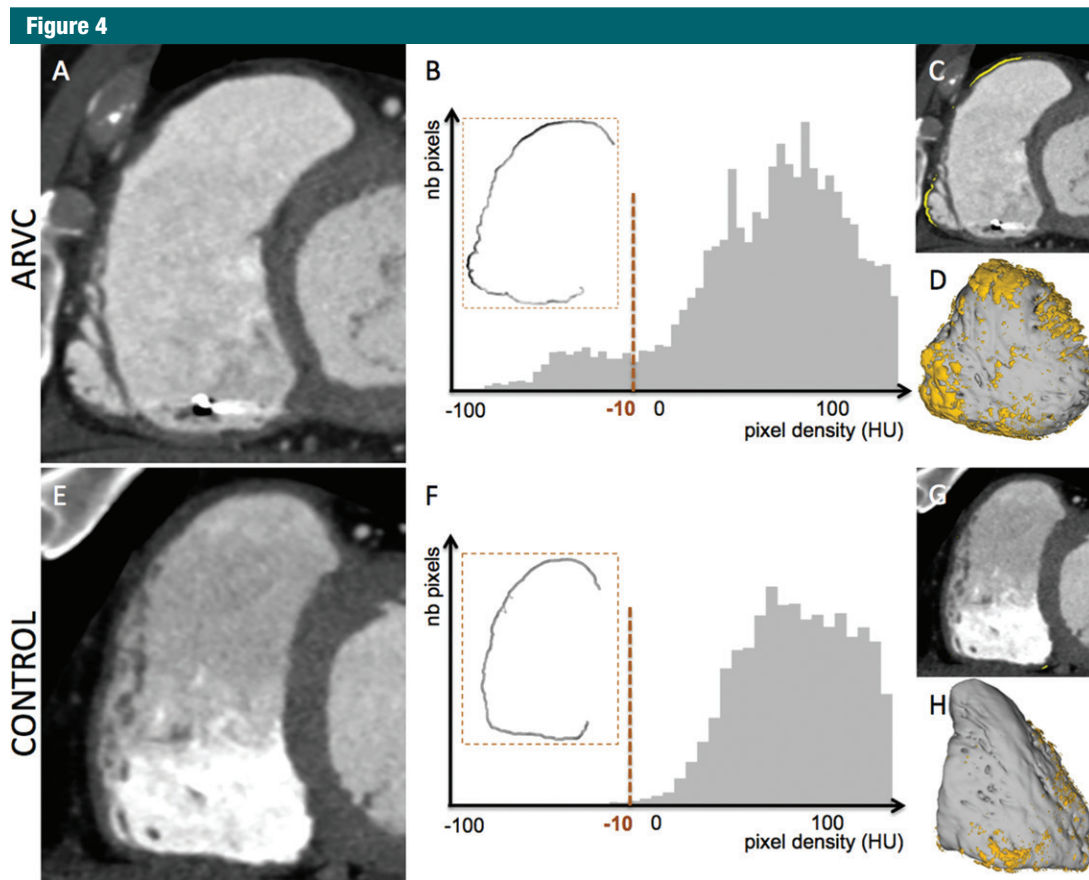 Figure 4
A
B
C
ARVC
nb pixels
D
-100
-10
0
100
pixel density (HU)
E
F
G
CONTROL
nb pixels
H
-100
-10
0
100
pixel density (HU)